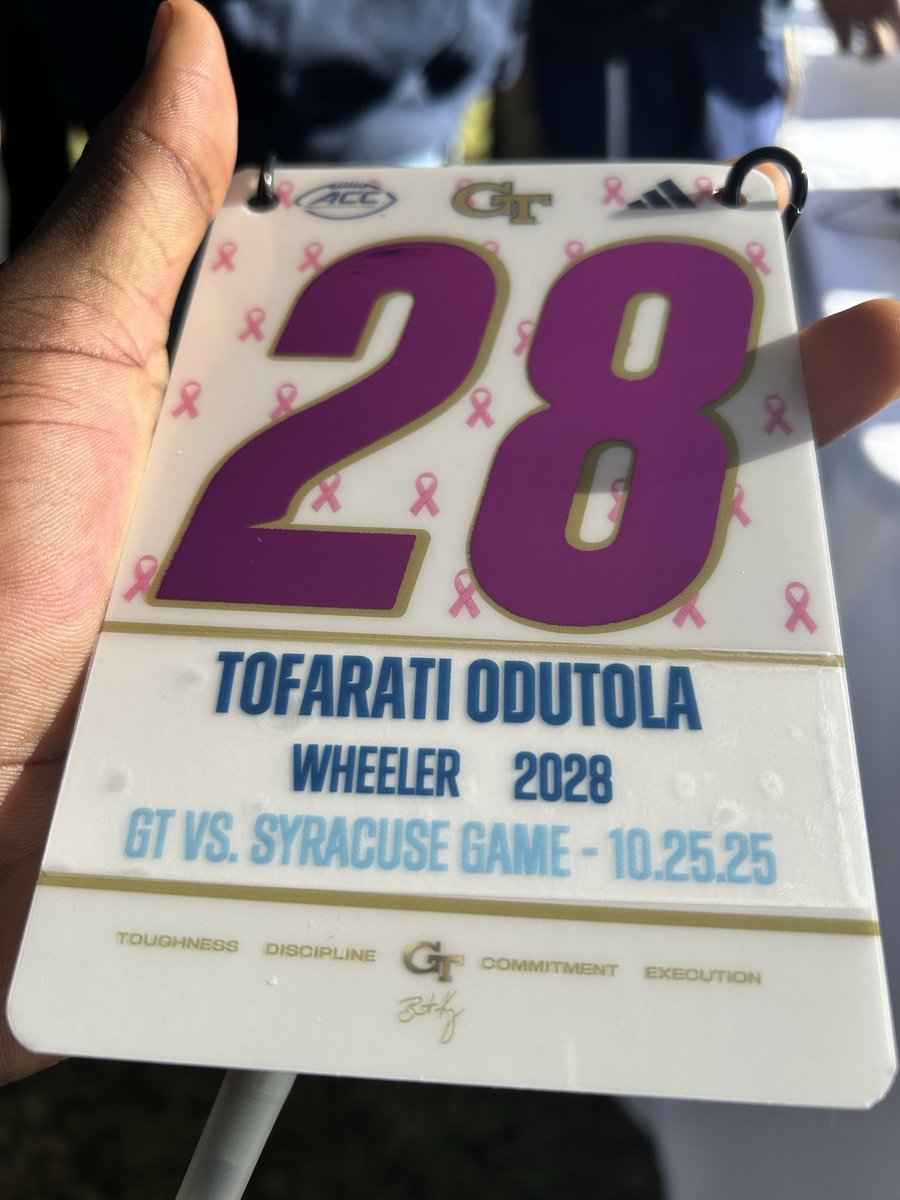 ACC GT
28
TOFARATI ODUTOLA
WHEELER 2028
GT VS. SYRACUSE GAME - 10.25.25
TOUGHNESS DISCIPLINE GT COMMITMENT EXECUTION